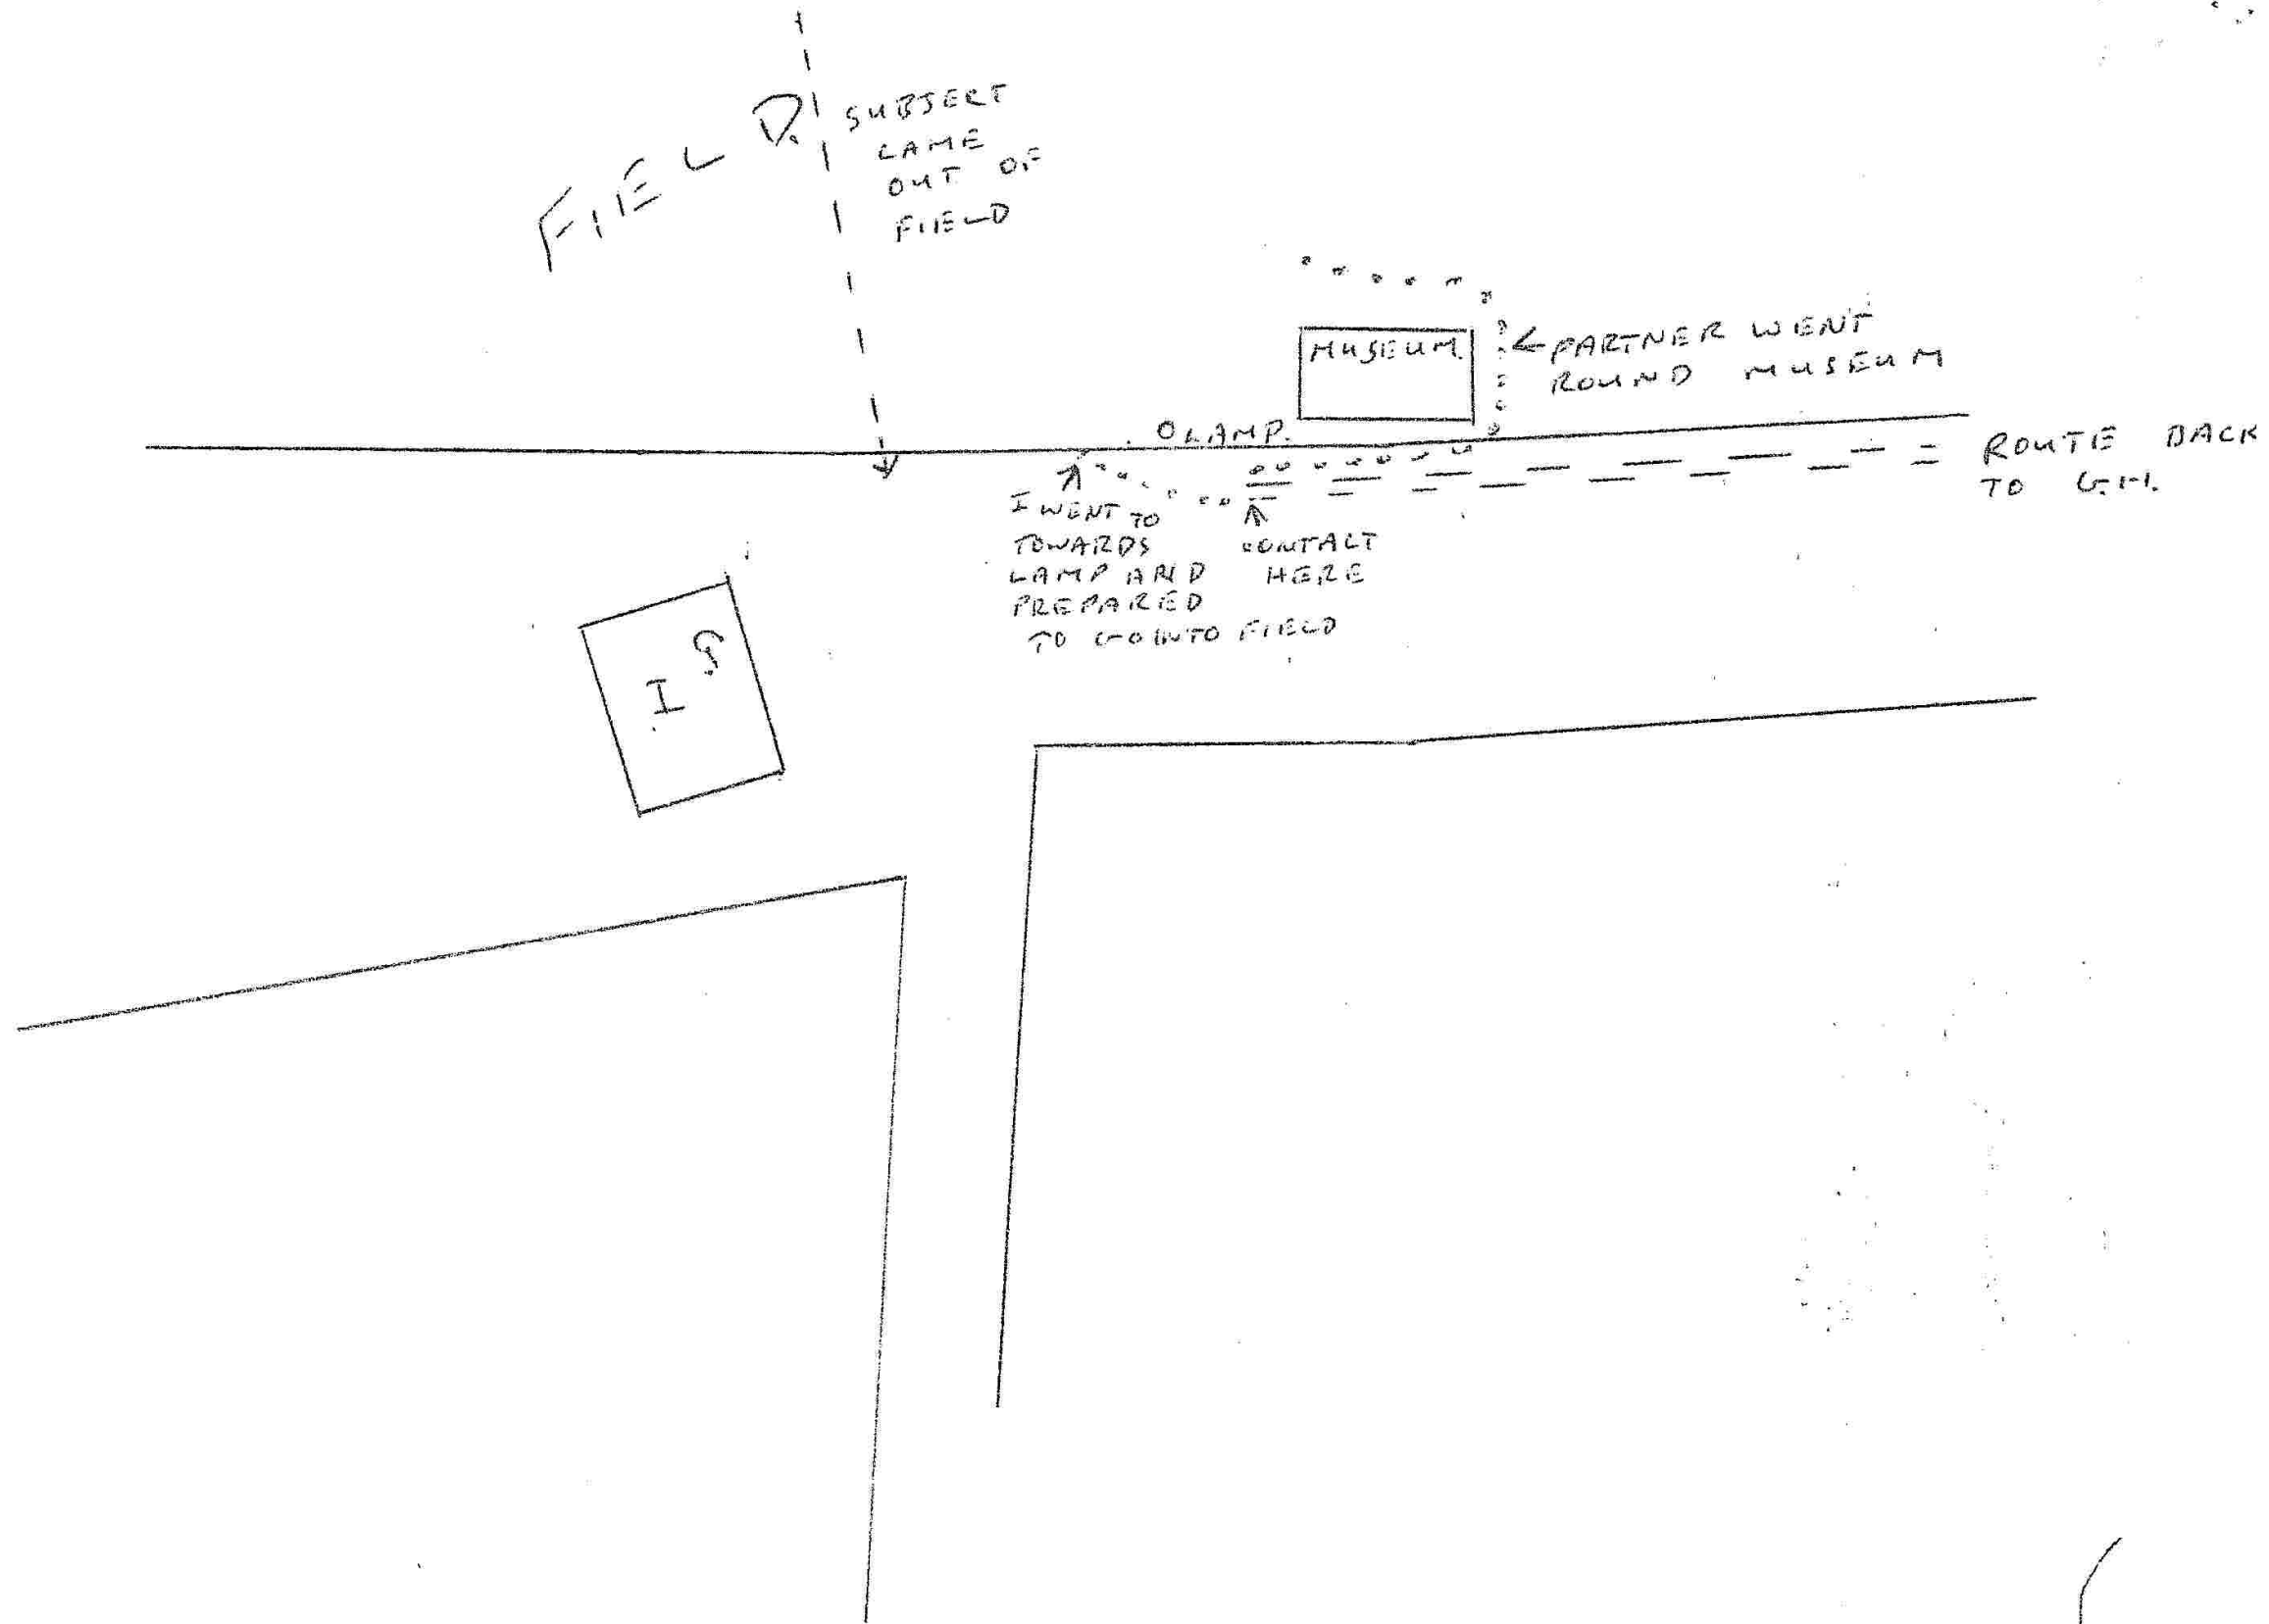 FIELD.
SUBJECT
CAME
OUT OF
FIELD
MUSEUM.
PARTNER WENT
ROUND MUSEUM
O LAMP.
ROUTE BACK
TO G.H.
I WENT TO
TOWARDS
LAMP AND
PREPARED
TO GO INTO FIELD
CONTACT
HERE
G.
I.